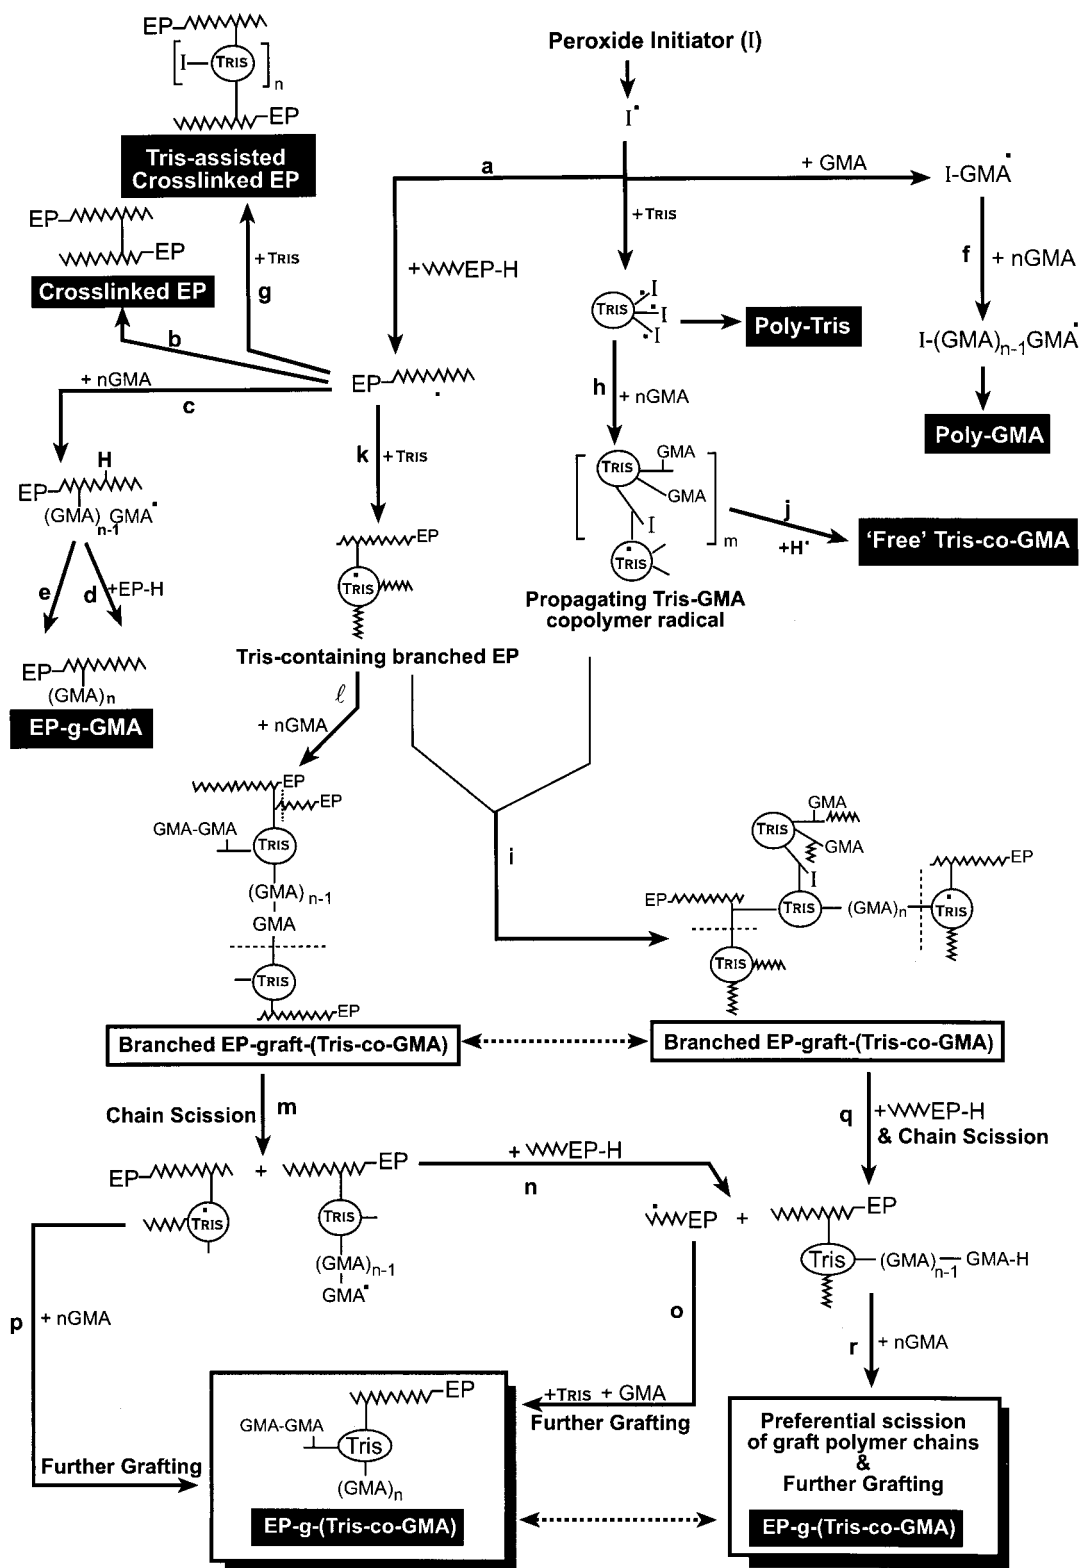 EP
[I—TRIS]n
EP
Tris-assisted
Crosslinked EP
Peroxide Initiator (I)
I•
a
+ GMA
I-GMA•
+ TRIS
+ EP-H
f
+ nGMA
EP
EP
Crosslinked EP
+ TRIS
g
b
TRIS
•I
•I
•I
Poly-Tris
I-(GMA)n-1GMA•
Poly-GMA
+ nGMA
c
EP
•
h
+ nGMA
k
+ TRIS
H
EP
(GMA)n-1 GMA•
e
d
+EP-H
EP
(GMA)n
EP-g-GMA
EP
•
TRIS
Tris-containing branched EP
TRIS
GMA
GMA
I
•
TRIS
m
Propagating Tris-GMA
copolymer radical
j
+H•
'Free' Tris-co-GMA
ℓ
+ nGMA
i
EP
EP
GMA-GMA
TRIS
(GMA)n-1
GMA
TRIS
EP
Branched EP-graft-(Tris-co-GMA)
GMA
TRIS
GMA
I
EP
EP
TRIS
(GMA)n
•
TRIS
TRIS
Branched EP-graft-(Tris-co-GMA)
Chain Scission
m
EP
+
EP
•
TRIS
TRIS
(GMA)n-1
GMA•
+ EP-H
n
q
+ EP-H
& Chain Scission
•
EP
+
EP
Tris
(GMA)n-1
GMA-H
p
+ nGMA
Further Grafting
o
+TRIS + GMA
Further Grafting
r
+ nGMA
EP
GMA-GMA
Tris
(GMA)n
EP-g-(Tris-co-GMA)
Preferential scission
of graft polymer chains
&
Further Grafting
EP-g-(Tris-co-GMA)